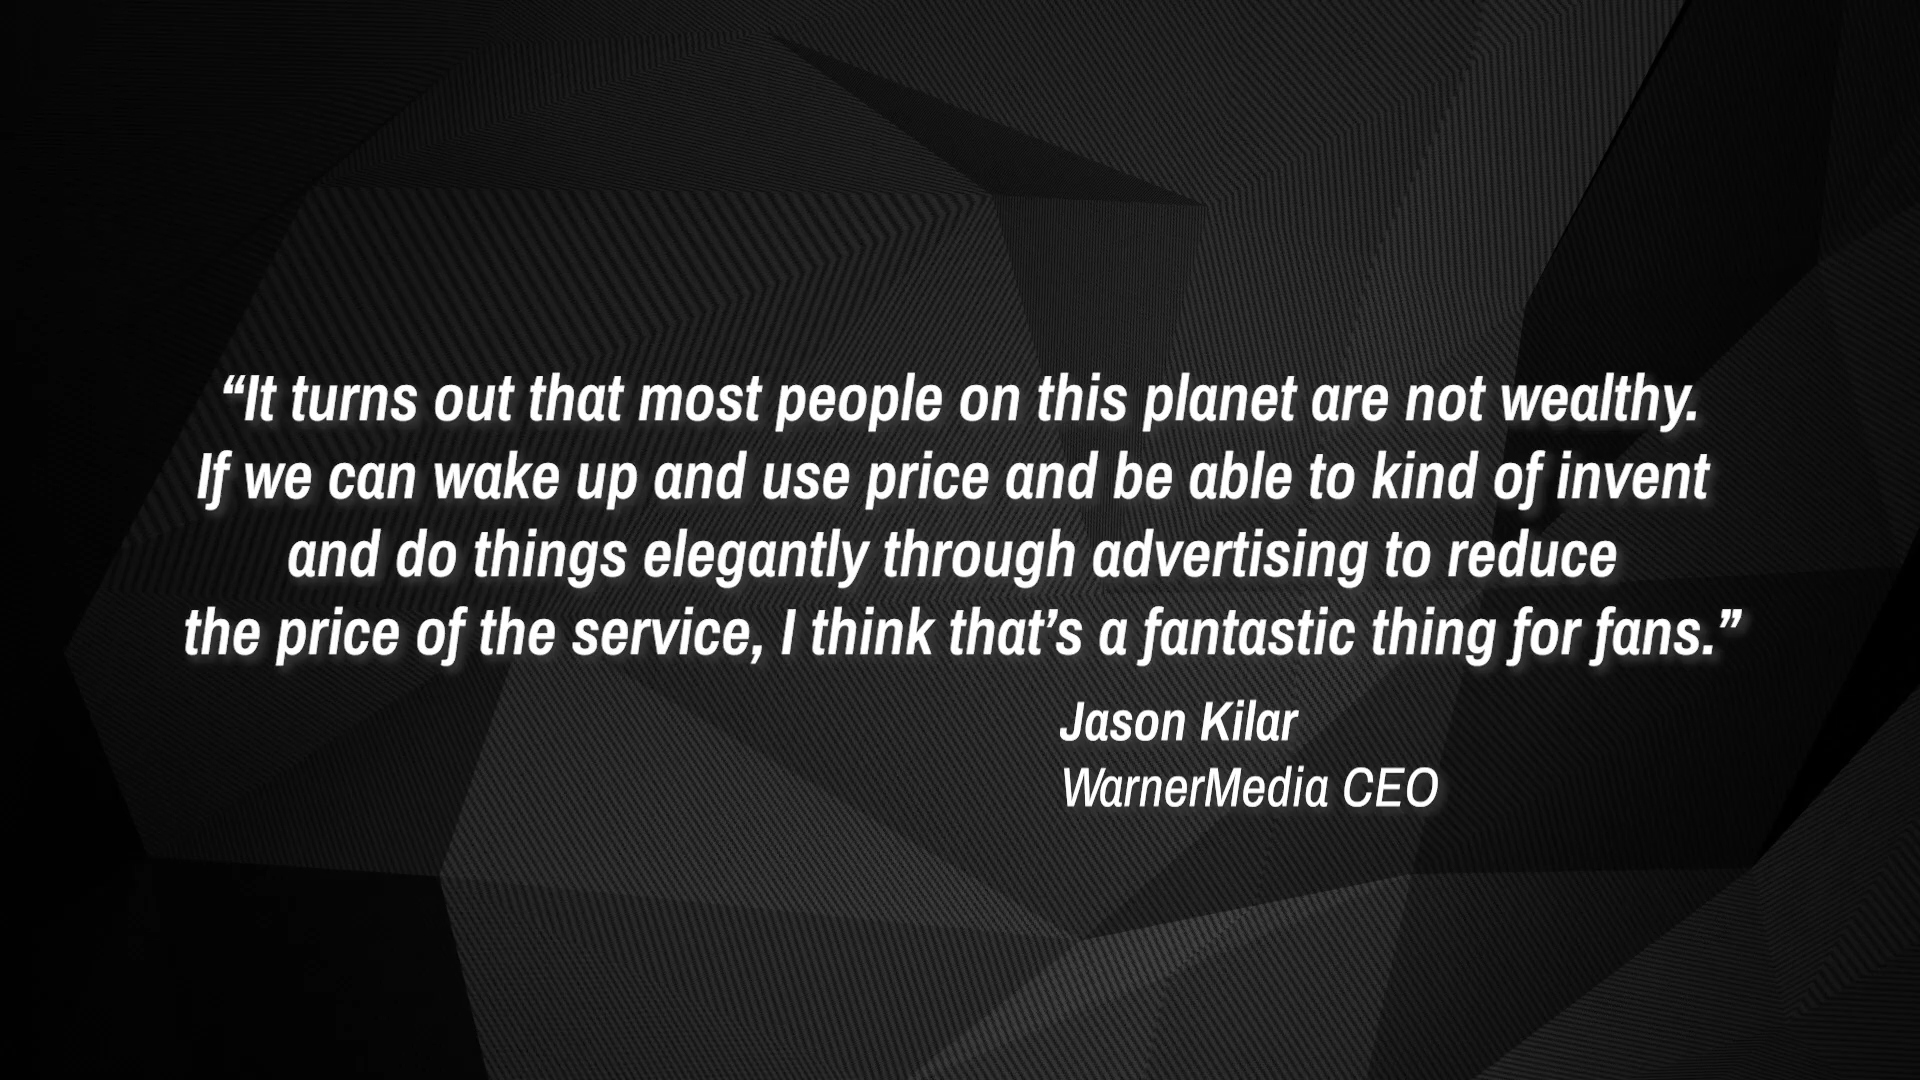 “It turns out that most people on this planet are not wealthy.
If we can wake up and use price and be able to kind of invent
and do things elegantly through advertising to reduce
the price of the service, I think that’s a fantastic thing for fans.”
Jason Kilar
WarnerMedia CEO